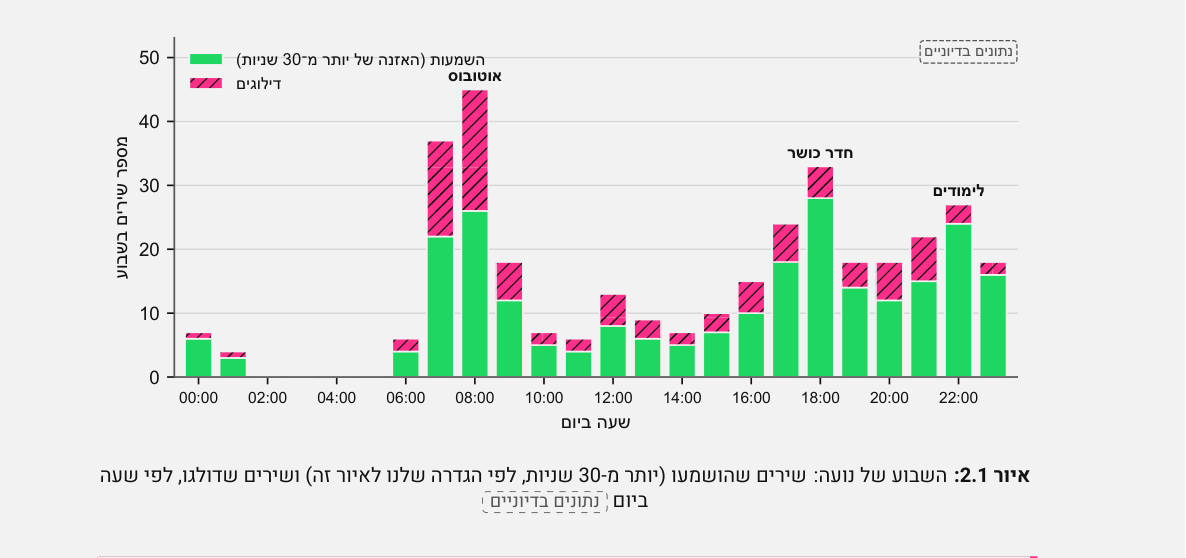 נתונים בדיוניים
השמעות (האזנה של יותר מ־30 שניות)
דילוגים
אוטובוס
חדר כושר
לימודים
מספר שירים בשבוע
50
40
30
20
10
0
00:00 02:00 04:00 06:00 08:00 10:00 12:00 14:00 16:00 18:00 20:00 22:00
שעה ביום
איור 2.1: השבוע של נועה: שירים שהושמעו (יותר מ-30 שניות, לפי הגדרה שלנו לאיור זה) ושירים שדולגו, לפי שעה
ביום נתונים בדיוניים